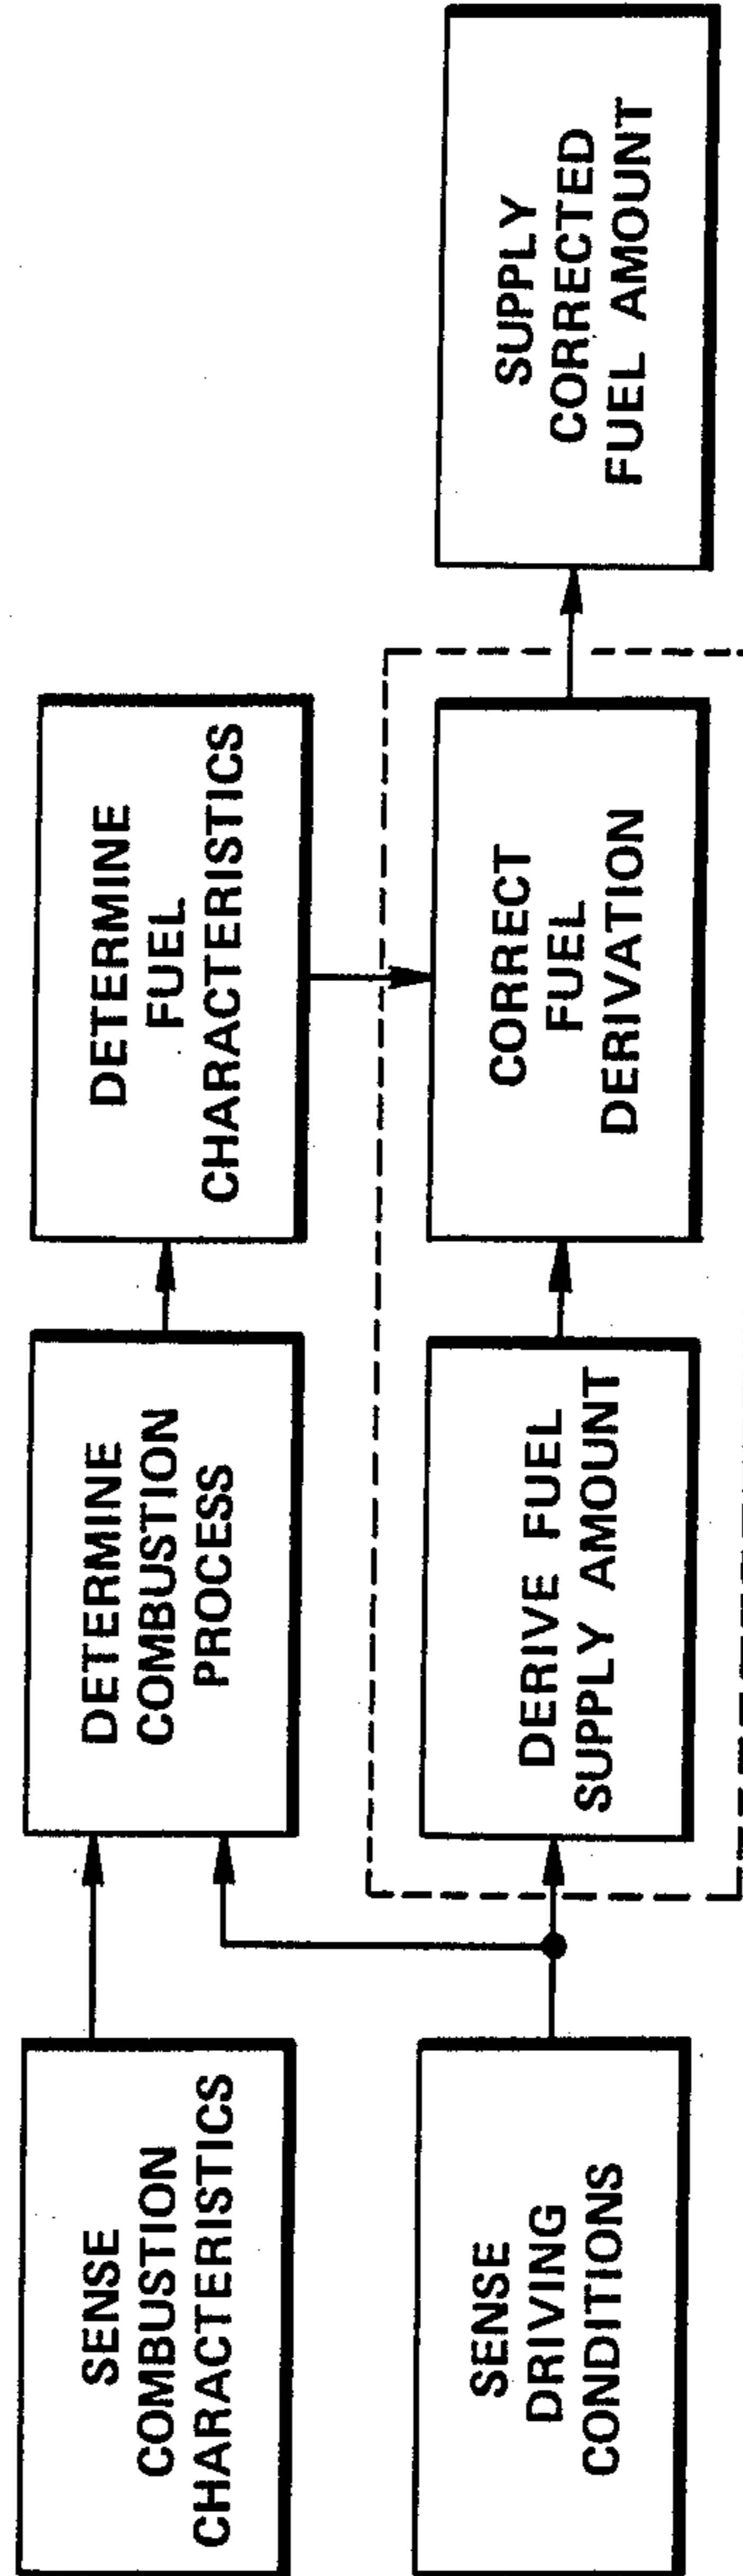 SENSE
COMBUSTION
CHARACTERISTICS
DETERMINE
COMBUSTION
PROCESS
DETERMINE
FUEL
CHARACTERISTICS
SENSE
DRIVING
CONDITIONS
DERIVE FUEL
SUPPLY AMOUNT
CORRECT
FUEL
DERIVATION
SUPPLY
CORRECTED
FUEL AMOUNT